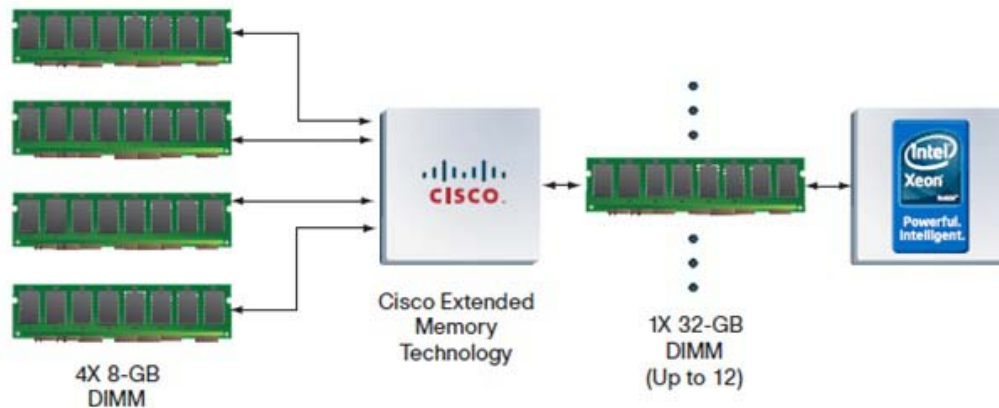 CISCO.
intel
Xeon
Powerful.
Intelligent.
Cisco Extended
Memory
Technology
1X 32-GB
DIMM
(Up to 12)
4X 8-GB
DIMM